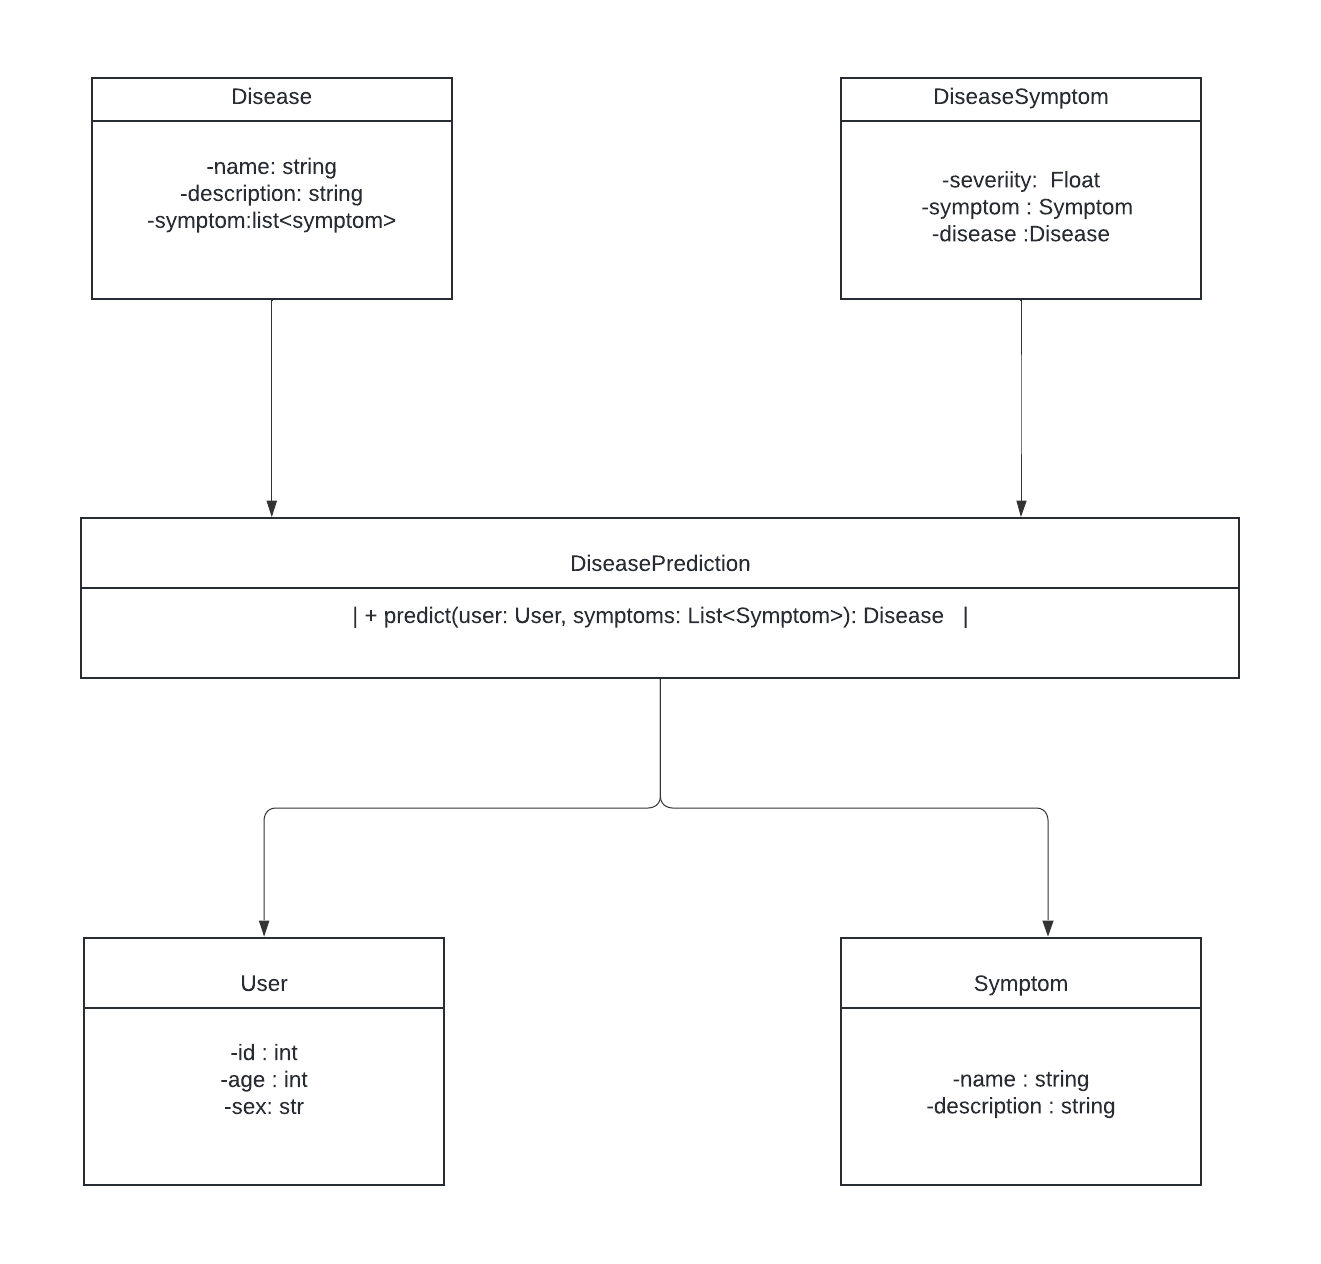 Disease
-name: string
-description: string
-symptom:list<symptom>
DiseaseSymptom
-severiity:  Float
-symptom : Symptom
-disease :Disease
DiseasePrediction
| + predict(user: User, symptoms: List<Symptom>): Disease   |
User
-id : int
-age : int
-sex: str
Symptom
-name : string
-description : string